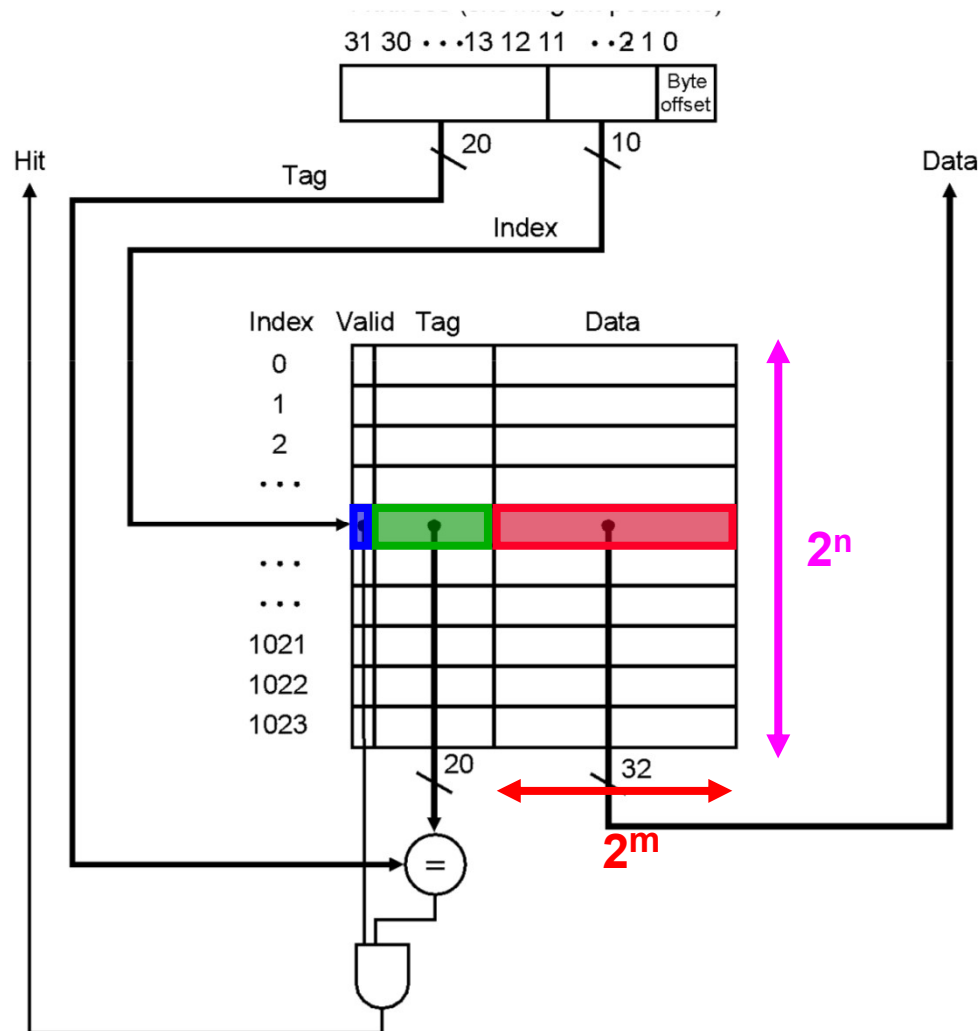 31 30 • • •13 12 11 • •2 1 0
Byte
offset
20
10
Hit
Data
Tag
Index
Index Valid Tag Data
0
1
2
• • •
2ⁿ
• • •
• • •
1021
1022
1023
20
32
2ᵐ
=